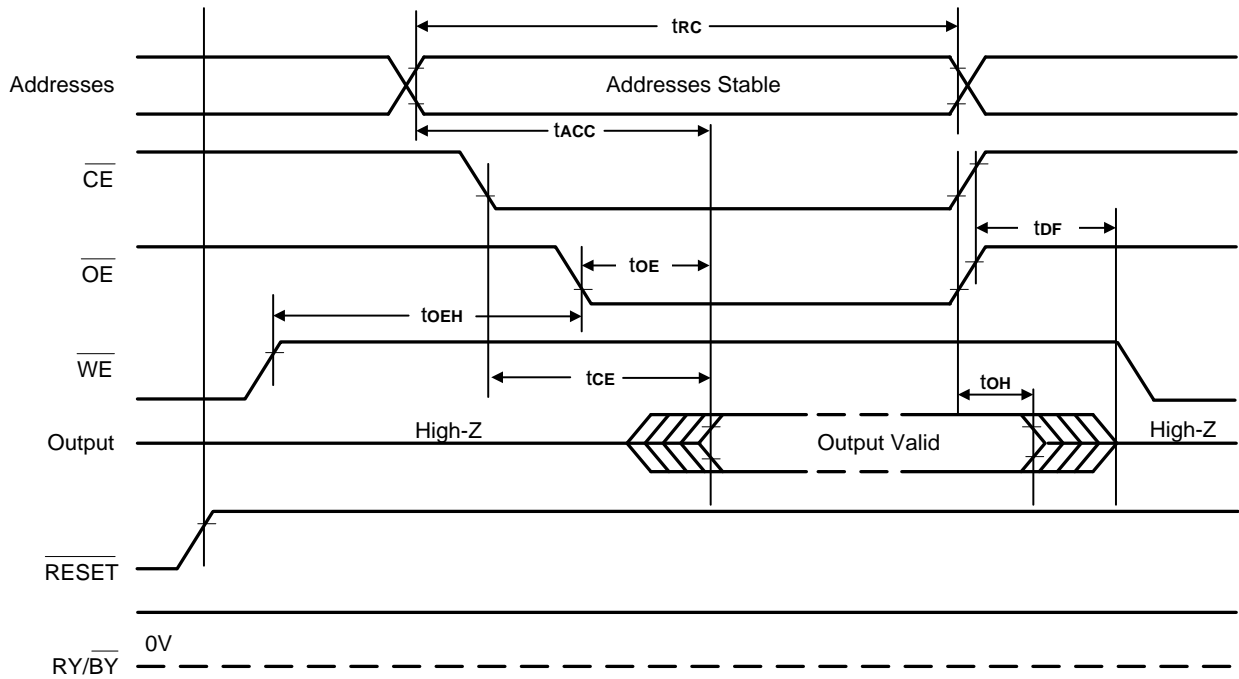 tRC
Addresses
Addresses Stable
tACC
CE
tDF
OE
tOE
tOEH
WE
tCE
tOH
Output
High-Z
Output Valid
High-Z
RESET
0V
RY/BY